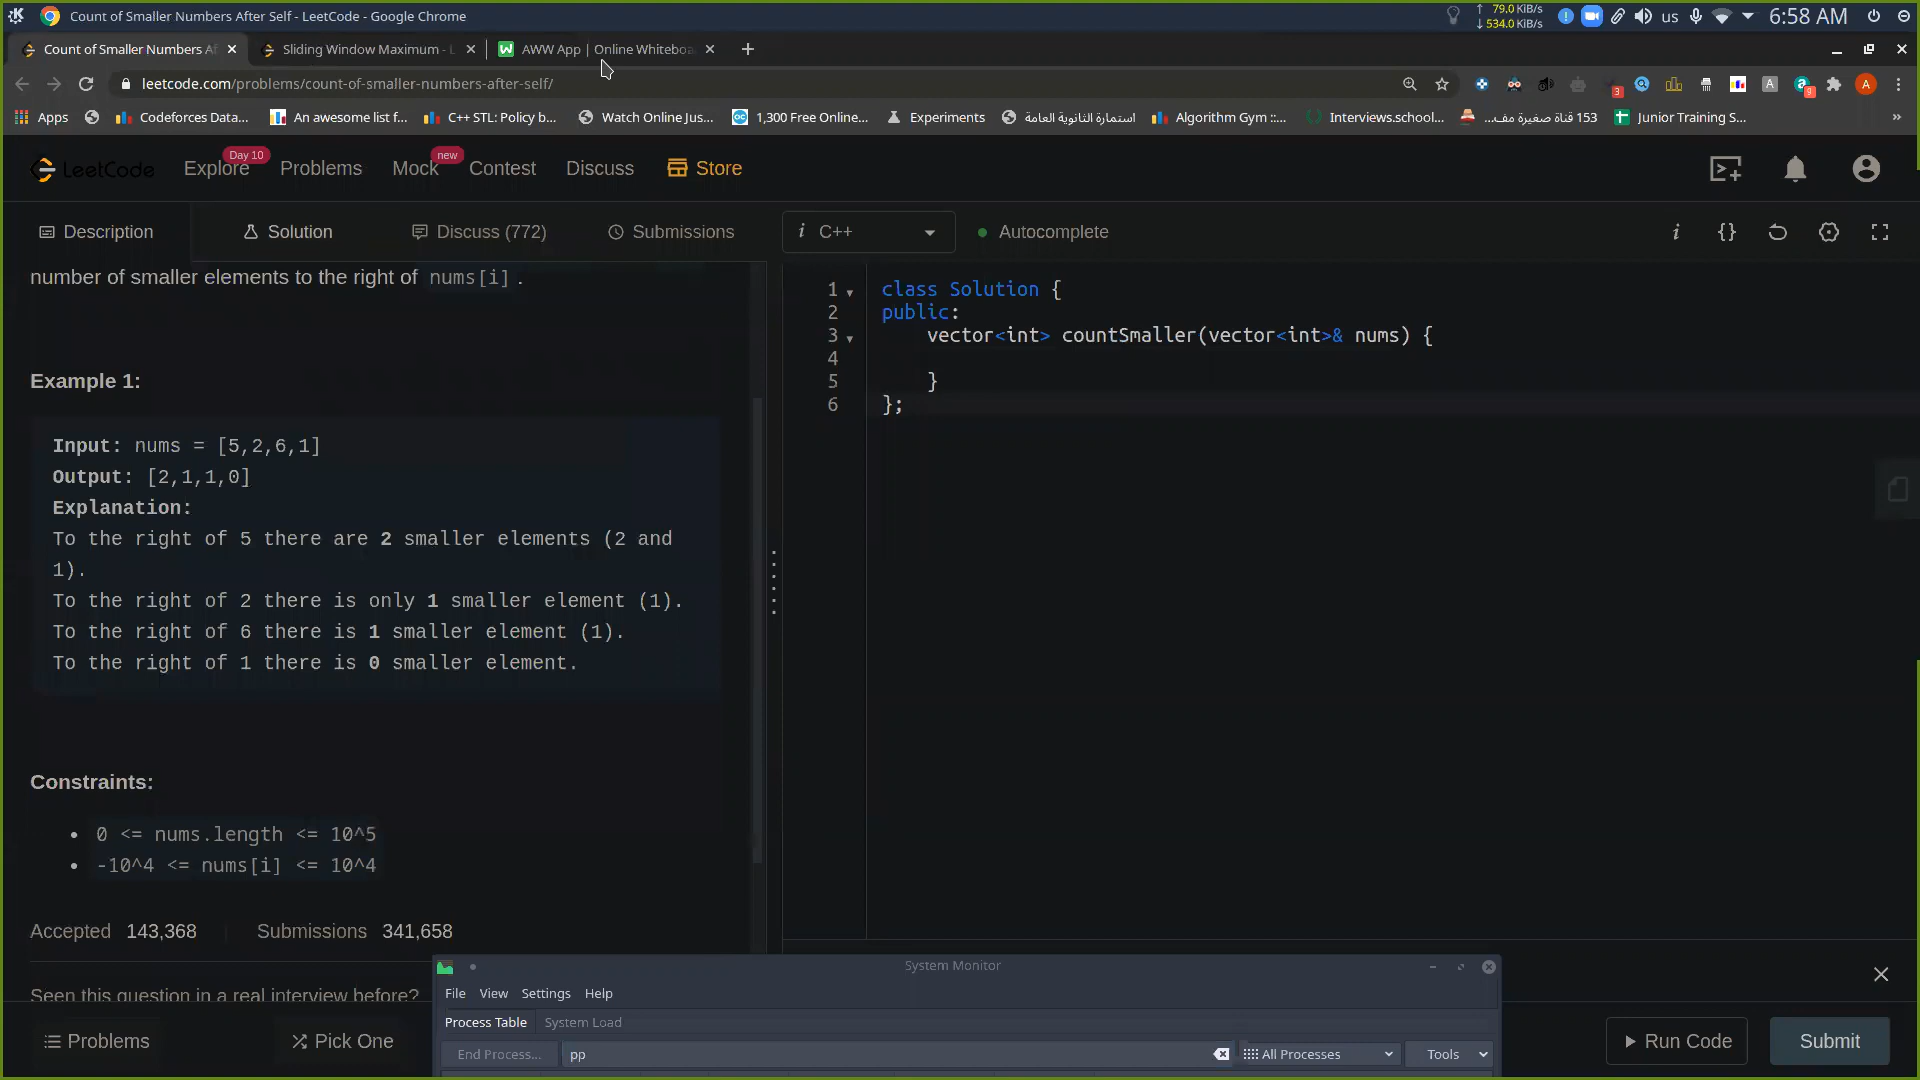 Count of Smaller Numbers After Self - LeetCode - Google Chrome
79.0 KiB/s
534.0 KiB/s
us
6:58 AM
Count of Smaller Numbers Af
Sliding Window Maximum - L
AWW App | Online Whiteboa
leetcode.com/problems/count-of-smaller-numbers-after-self/
3
9
A
A
Apps
Codeforces Data...
An awesome list f...
C++ STL: Policy b...
Watch Online Jus...
1,300 Free Online...
Experiments
استمارة الثانوية العامة
Algorithm Gym ::...
Interviews.school...
153 قناة صغيرة مف...
Junior Training S...
»
LeetCode
Explore
Day 10
Problems
Mock
new
Contest
Discuss
Store
Description
Solution
Discuss (772)
Submissions
i C++
Autocomplete
i
{}
number of smaller elements to the right of nums[i] .
Example 1:
Input: nums = [5,2,6,1]
Output: [2,1,1,0]
Explanation:
To the right of 5 there are 2 smaller elements (2 and
1).
To the right of 2 there is only 1 smaller element (1).
To the right of 6 there is 1 smaller element (1).
To the right of 1 there is 0 smaller element.
Constraints:
• 0 <= nums.length <= 10^5
• -10^4 <= nums[i] <= 10^4
Accepted 143,368
Submissions 341,658
Seen this question in a real interview before?
Problems
Pick One
1 class Solution {
2 public:
3 vector<int> countSmaller(vector<int>& nums) {
4
5 }
6 };
System Monitor
File View Settings Help
Process Table
System Load
End Process...
pp
All Processes
Tools
Run Code
Submit